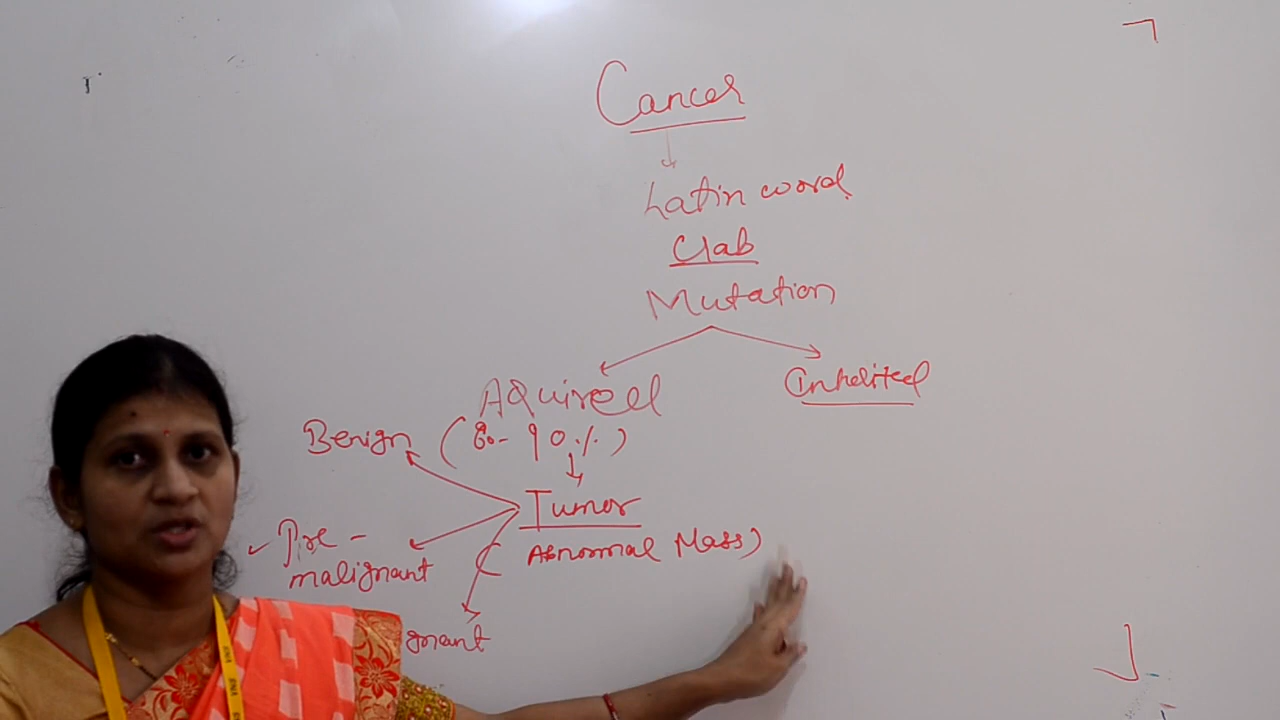 Cancer
Latin word
Crab
Mutation
Aquired
Inherited
Benign
(80-90%)
Tumor
(Abnormal Mass)
Pre-
malignant
gnant